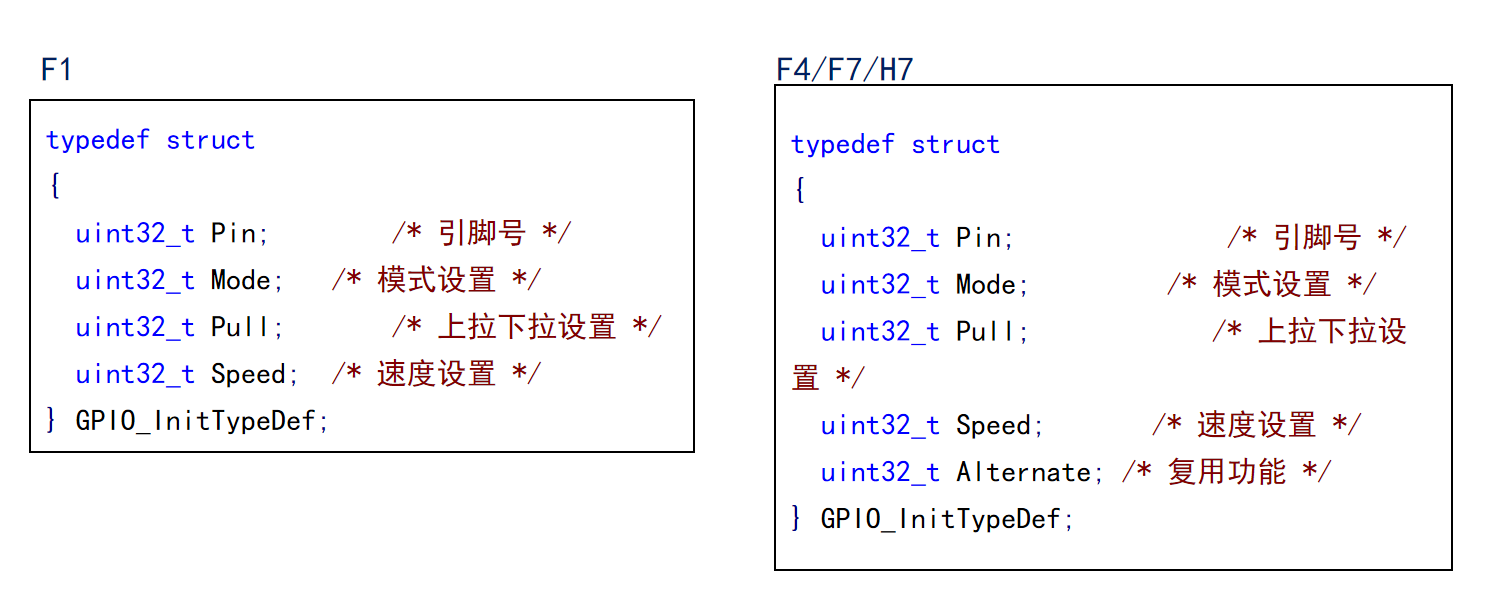 F1
typedef struct
{
uint32_t Pin; /* 引脚号 */
uint32_t Mode; /* 模式设置 */
uint32_t Pull; /* 上拉下拉设置 */
uint32_t Speed; /* 速度设置 */
} GPIO_InitTypeDef;
F4/F7/H7
typedef struct
{
uint32_t Pin; /* 引脚号 */
uint32_t Mode; /* 模式设置 */
uint32_t Pull; /* 上拉下拉设
置 */
uint32_t Speed; /* 速度设置 */
uint32_t Alternate; /* 复用功能 */
} GPIO_InitTypeDef;